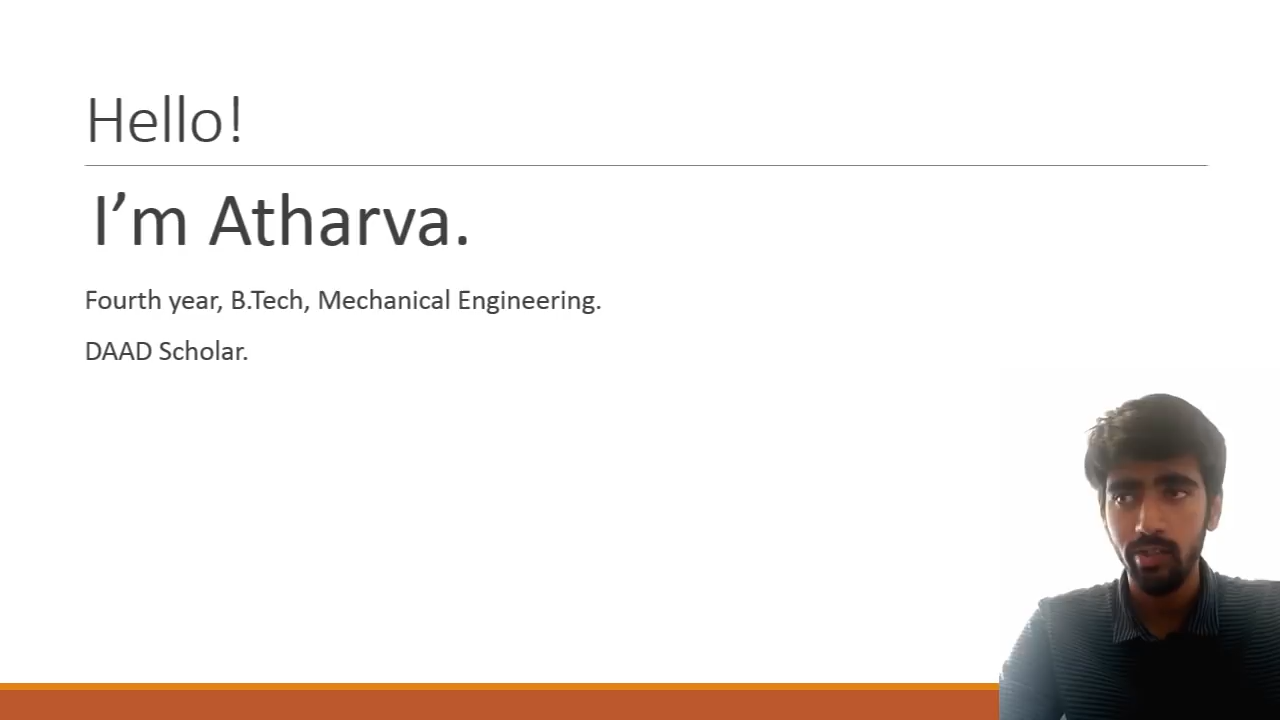 Hello!
I’m Atharva.
Fourth year, B.Tech, Mechanical Engineering.
DAAD Scholar.